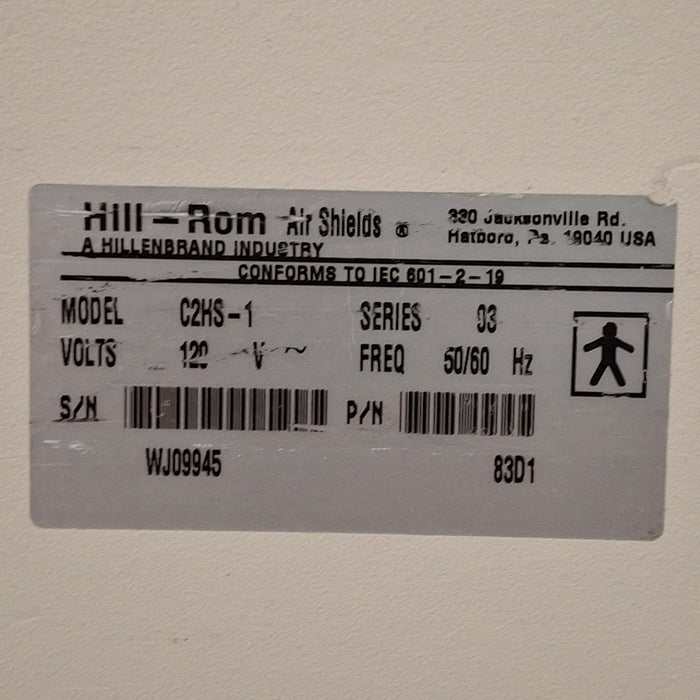 Hill-Rom Air Shields ®
330 Jacksonville Rd.
Hatboro, Pa. 19040 USA
A HILLENBRAND INDUSTRY
CONFORMS TO IEC 601-2-19
MODEL C2HS-1 SERIES 03
VOLTS 120 V~ FREQ 50/60 Hz
S/N P/N
WJ09945 83D1